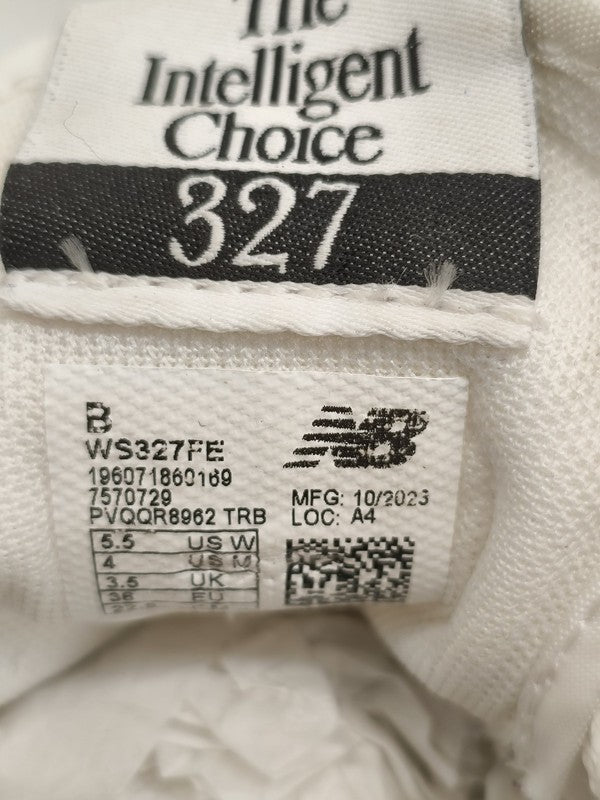 The
Intelligent
Choice
327
B
NB
WS327FE
196071860169
7570729
PVQQR8962 TRB
MFG: 10/2023
LOC: A4
5.5 US W
4 US M
3.5 UK
36 EU